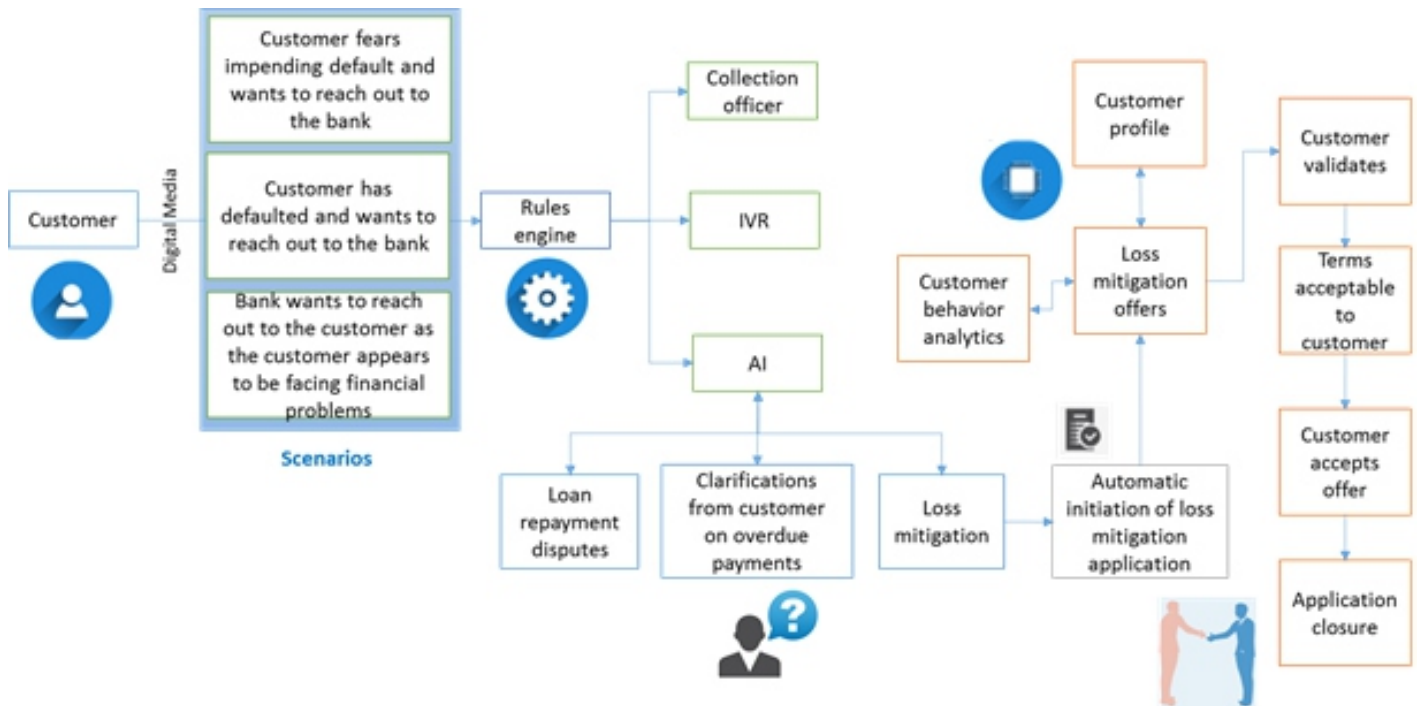 Customer
Digital Media
Customer fears
impending default and
wants to reach out to
the bank
Customer has
defaulted and wants to
reach out to the bank
Bank wants to reach
out to the customer as
the customer appears
to be facing financial
problems
Scenarios
Rules
engine
Collection
officer
IVR
AI
Loan
repayment
disputes
Clarifications
from customer
on overdue
payments
?
Loss
mitigation
Automatic
initiation of loss
mitigation
application
Customer
behavior
analytics
Customer
profile
Loss
mitigation
offers
Customer
validates
Terms
acceptable
to
customer
Customer
accepts
offer
Application
closure